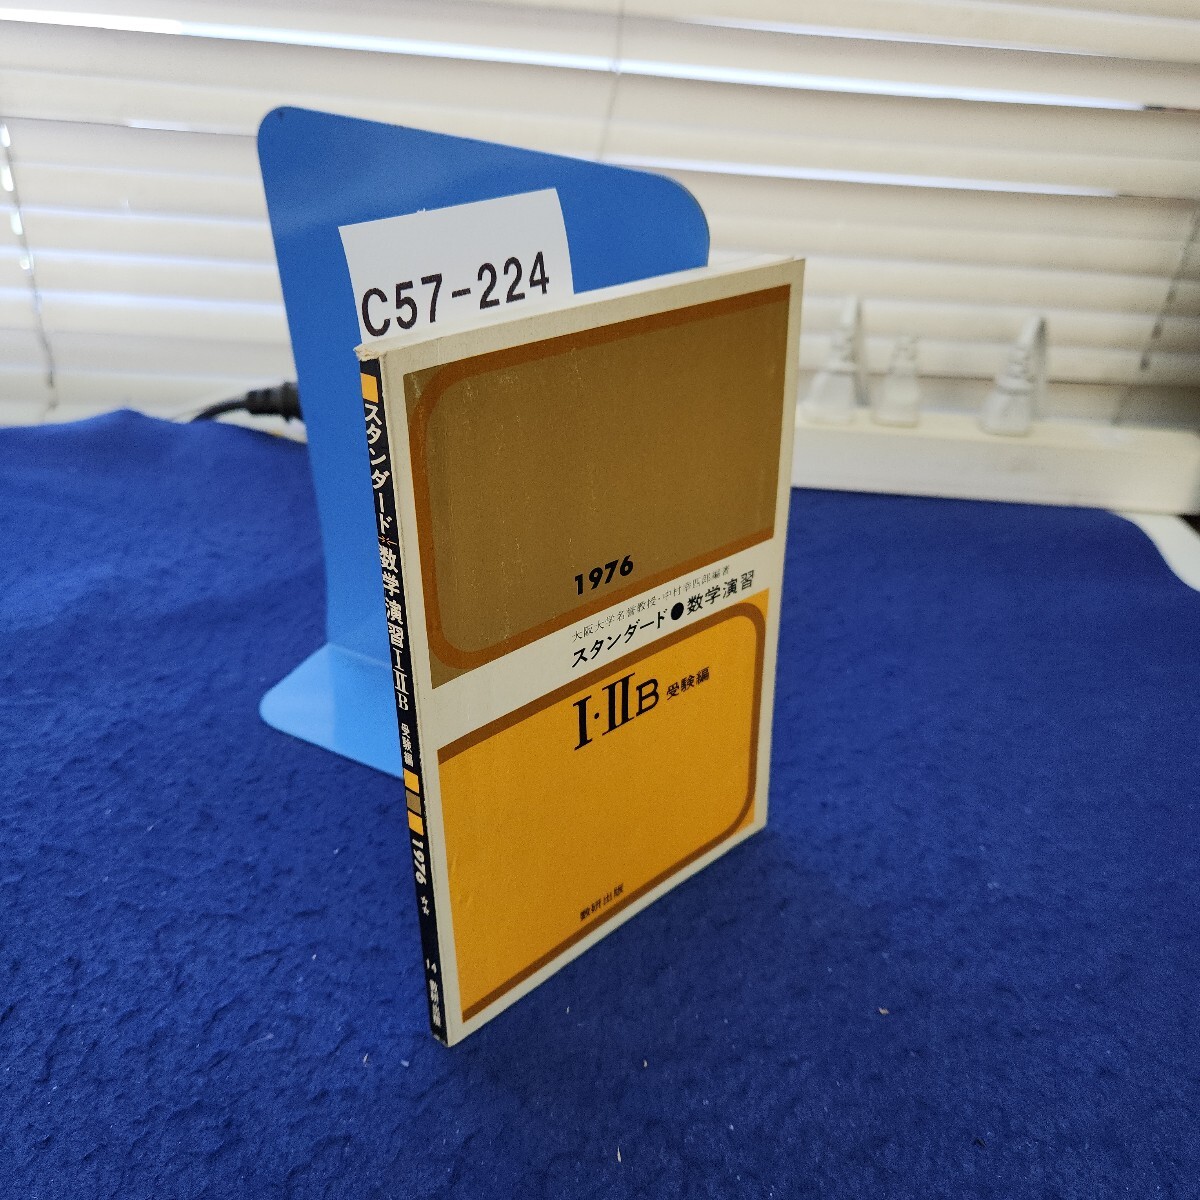 C57-224
1976
大阪大学名誉教授・中村幸四郎編著
スタンダード●数学演習
I・IIB 受験編
数研出版
スタンダード 数学演習 I・IIB 受験編 1976 ☆☆ 14 数研出版